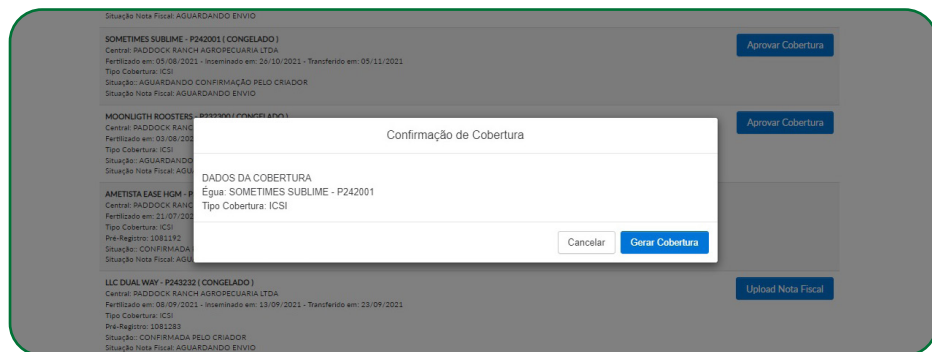 Situação Nota Fiscal: AGUARDANDO ENVIO
SOMETIMES SUBLIME - P242001 ( CONGELADO )
Central: PADDOCK RANCH AGROPECUARIA LTDA
Fertilizado em: 05/08/2021 - Inseminado em: 26/10/2021 - Transferido em: 05/11/2021
Tipo Cobertura: ICSI
Situação:: AGUARDANDO CONFIRMAÇÃO PELO CRIADOR
Situação Nota Fiscal: AGUARDANDO ENVIO
Aprovar Cobertura
MOONLIGTH ROOSTERS - P232300 ( CONGELADO )
Central: PADDOCK RANC
Fertilizado em: 03/08/202
Tipo Cobertura: ICSI
Situação:: AGUARDANDO
Situação Nota Fiscal: AGU
Aprovar Cobertura
Confirmação de Cobertura
DADOS DA COBERTURA
Égua: SOMETIMES SUBLIME - P242001
Tipo Cobertura: ICSI
Cancelar
Gerar Cobertura
AMETISTA EASE HGM - P
Central: PADDOCK RANC
Fertilizado em: 21/07/202
Tipo Cobertura: ICSI
Pré-Registro: 1081192
Situação:: CONFIRMADA
Situação Nota Fiscal: AGU
LLC DUAL WAY - P243232 ( CONGELADO )
Central: PADDOCK RANCH AGROPECUARIA LTDA
Fertilizado em: 08/09/2021 - Inseminado em: 13/09/2021 - Transferido em: 23/09/2021
Tipo Cobertura: ICSI
Pré-Registro: 1081283
Situação:: CONFIRMADA PELO CRIADOR
Situação Nota Fiscal: AGUARDANDO ENVIO
Upload Nota Fiscal